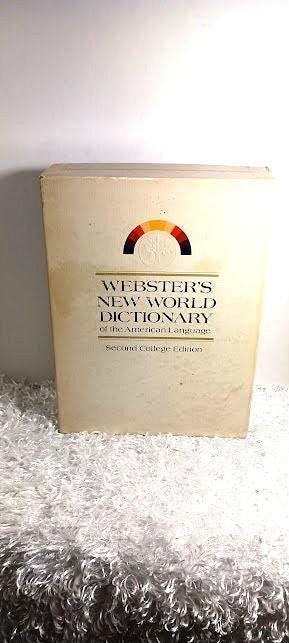 WEBSTER'S
NEW WORLD
DICTIONARY
of the American Language
Second College Edition